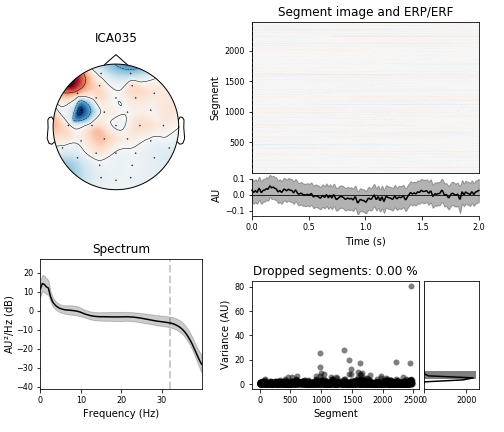 ICA035
Segment image and ERP/ERF
Segment
2000
1500
1000
500
AU
0.1
0.0
−0.1
0.0 0.5 1.0 1.5 2.0
Time (s)
Spectrum
AU²/Hz (dB)
20
10
0
−10
−20
−30
−40
0 10 20 30
Frequency (Hz)
Dropped segments: 0.00 %
Variance (AU)
80
60
40
20
0
0 500 1000 1500 2000 2500
Segment
0 2000